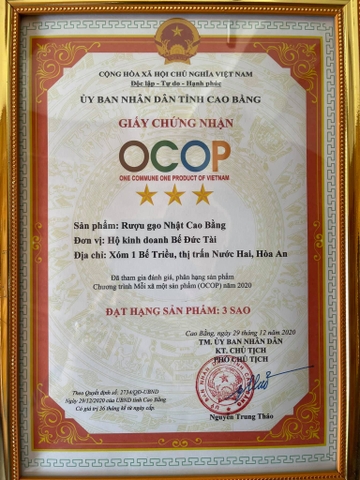 CỘNG HÒA XÃ HỘI CHỦ NGHĨA VIỆT NAM
Độc lập - Tự do - Hạnh phúc
ỦY BAN NHÂN DÂN TỈNH CAO BẰNG
GIẤY CHỨNG NHẬN
OCOP
ONE COMMUNE ONE PRODUCT OF VIETNAM
Sản phẩm: Rượu gạo Nhật Cao Bằng
Đơn vị: Hộ kinh doanh Bế Đức Tài
Địa chỉ: Xóm 1 Bế Triều, thị trấn Nước Hai, Hòa An
Đã tham gia đánh giá, phân hạng sản phẩm
Chương trình Mỗi xã một sản phẩm (OCOP) năm 2020
ĐẠT HẠNG SẢN PHẨM: 3 SAO
Cao Bằng, ngày 29 tháng 12 năm 2020
TM. ỦY BAN NHÂN DÂN
KT. CHỦ TỊCH
PHÓ CHỦ TỊCH
Theo Quyết định số: 2734/QĐ-UBND
Ngày 29/12/2020 của UBND tỉnh Cao Bằng
Có giá trị 36 tháng kể từ ngày cấp
Nguyễn Trung Thảo